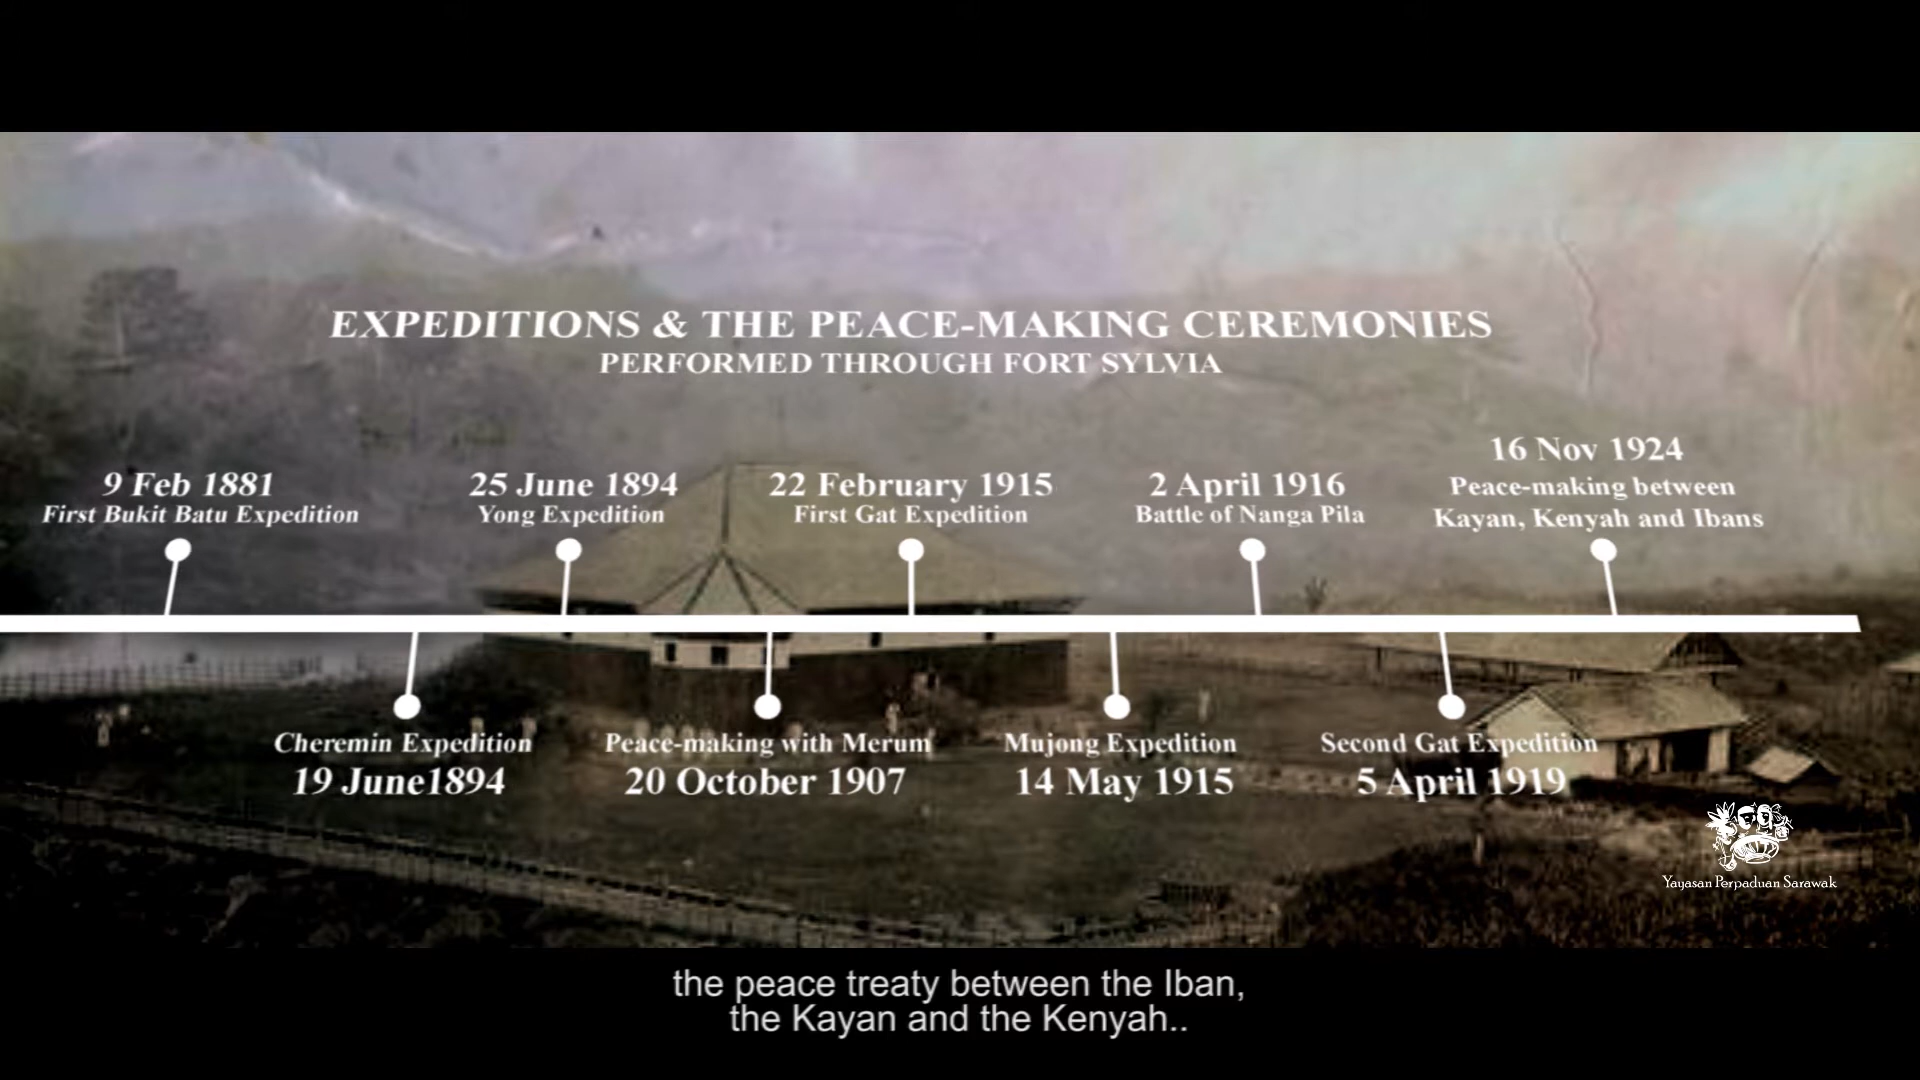 EXPEDITIONS & THE PEACE-MAKING CEREMONIES
PERFORMED THROUGH FORT SYLVIA
9 Feb 1881
First Bukit Batu Expedition
25 June 1894
Yong Expedition
22 February 1915
First Gat Expedition
2 April 1916
Battle of Nanga Pila
16 Nov 1924
Peace-making between
Kayan, Kenyah and Ibans
Cheremin Expedition
19 June1894
Peace-making with Merum
20 October 1907
Mujong Expedition
14 May 1915
Second Gat Expedition
5 April 1919
Yayasan Perpaduan Sarawak
the peace treaty between the Iban,
the Kayan and the Kenyah..